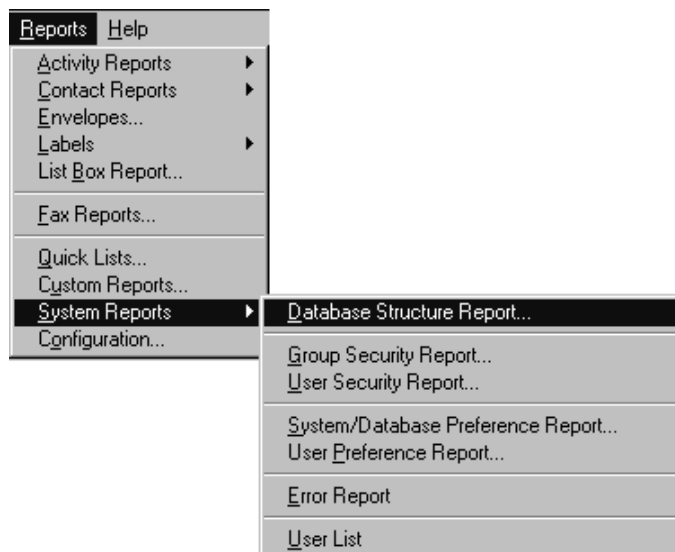 Reports Help
Activity Reports
Contact Reports
Envelopes...
Labels
List Box Report...
Fax Reports...
Quick Lists...
Custom Reports...
System Reports
Configuration...
Database Structure Report...
Group Security Report...
User Security Report...
System/Database Preference Report...
User Preference Report...
Error Report
User List